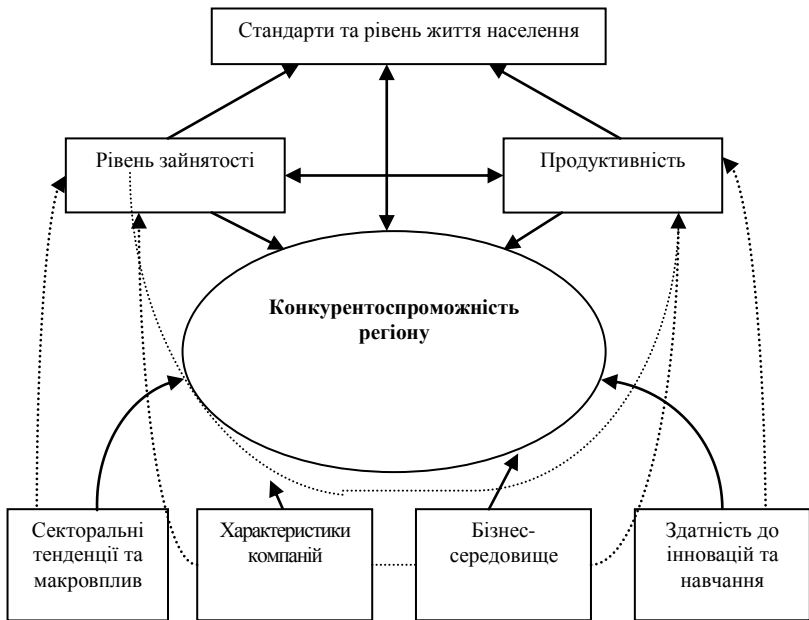 Стандарти та рівень життя населення
Рівень зайнятості
Продуктивність
Конкурентоспроможність
регіону
Секторальні
тенденції та
макровплив
Характеристики
компаній
Бізнес-
середовище
Здатність до
інновацій та
навчання